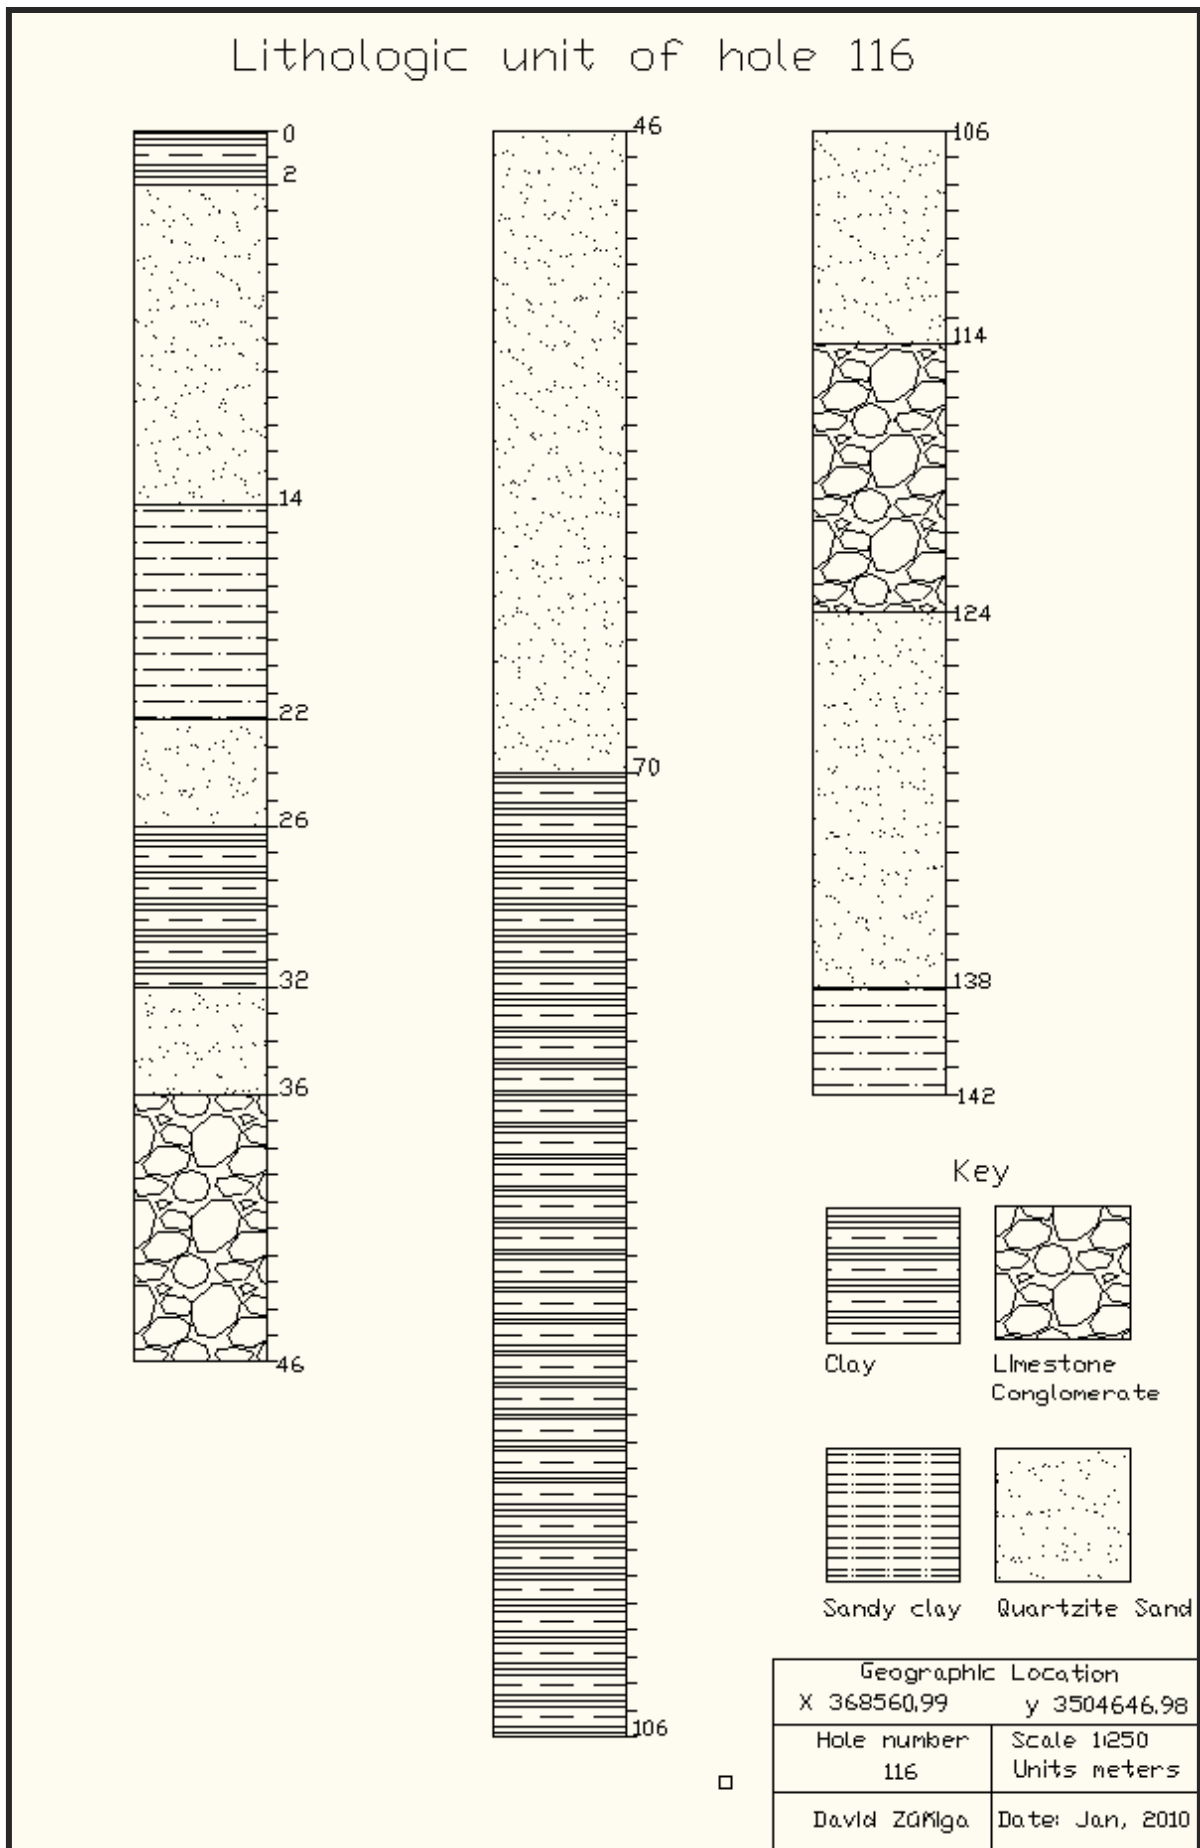 Lithologic unit of hole 116
0
2
14
22
26
32
36
46
46
70
106
106
114
124
138
142
Key
Clay
LImestone
Conglomerate
Sandy clay
Quartzite Sand
Geographic Location
X 368560.99 y 3504646.98
Hole number
116
Scale 1:250
Units meters
David
Date: Jan, 2010